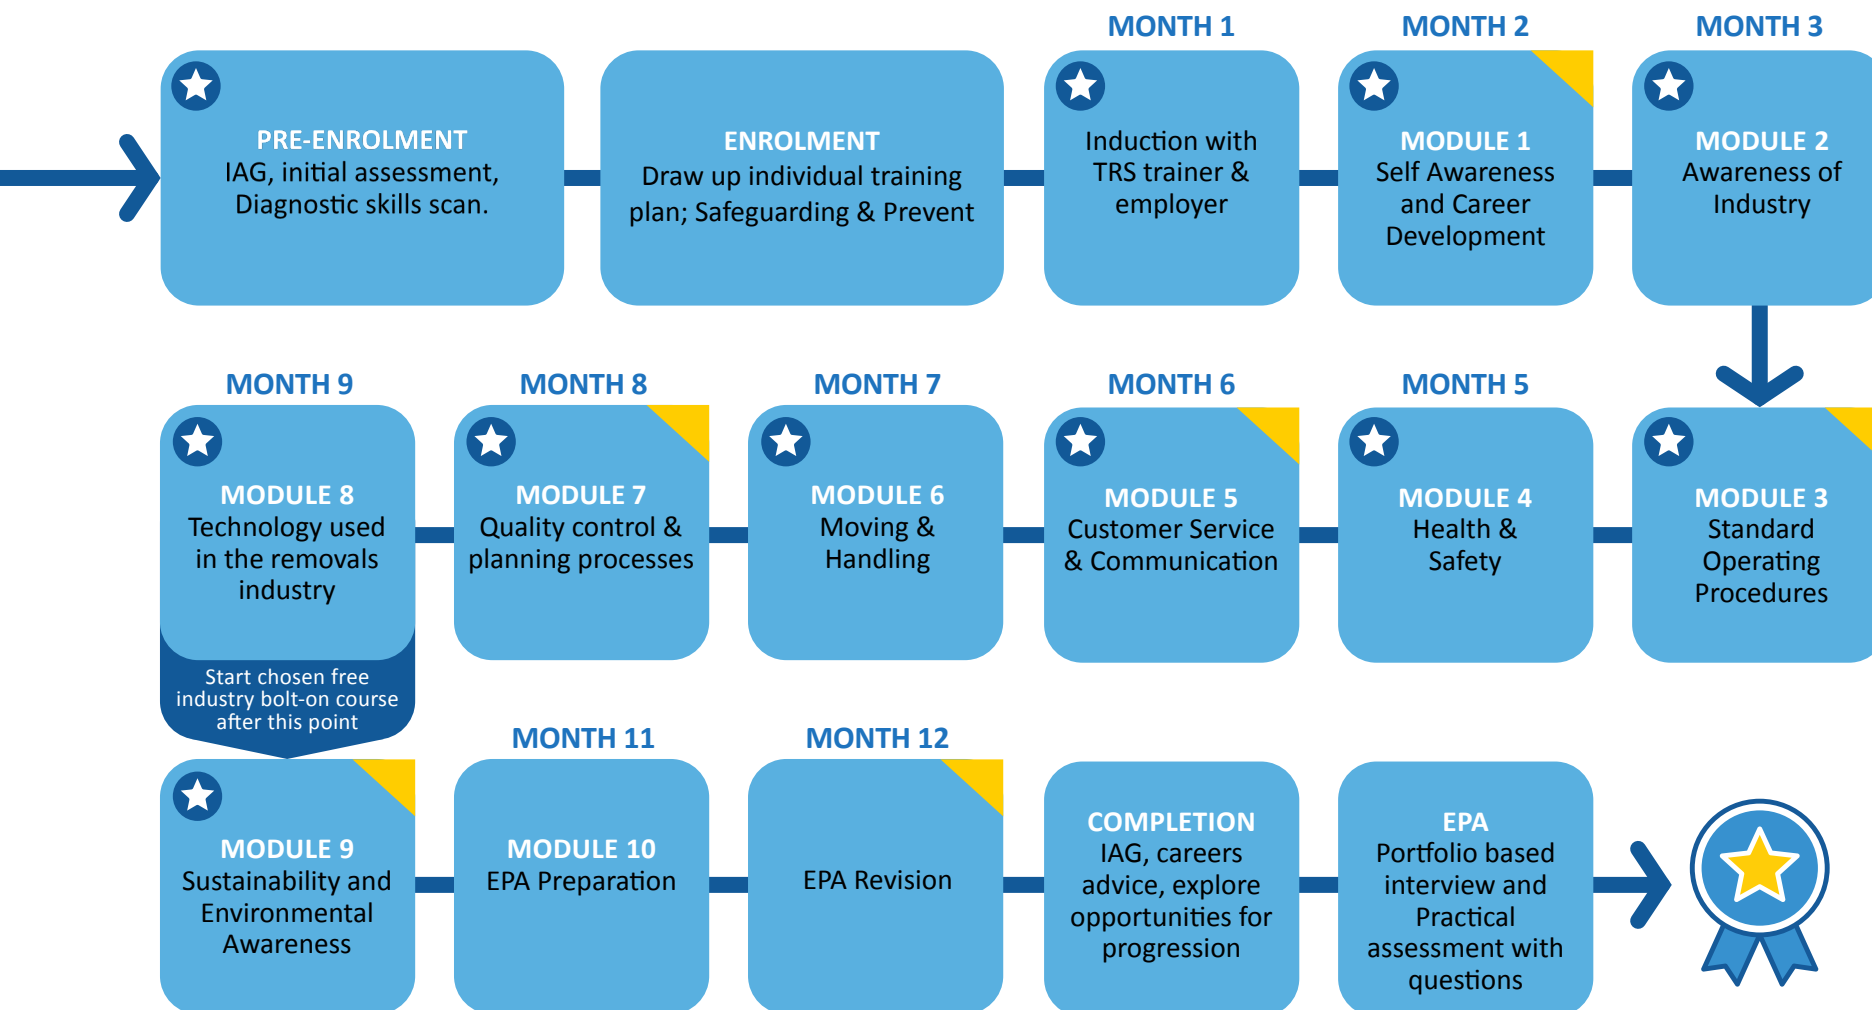 MONTH 1
MONTH 2
MONTH 3
PRE-ENROLMENT
IAG, initial assessment,
Diagnostic skills scan.
ENROLMENT
Draw up individual training
plan; Safeguarding & Prevent
Induction with
TRS trainer &
employer
MODULE 1
Self Awareness
and Career
Development
MODULE 2
Awareness of
Industry
MONTH 9
MONTH 8
MONTH 7
MONTH 6
MONTH 5
MODULE 8
Technology used
in the removals
industry
Start chosen free
industry bolt-on course
after this point
MODULE 7
Quality control &
planning processes
MODULE 6
Moving &
Handling
MODULE 5
Customer Service
& Communication
MODULE 4
Health &
Safety
MODULE 3
Standard
Operating
Procedures
MONTH 11
MONTH 12
MODULE 9
Sustainability and
Environmental
Awareness
MODULE 10
EPA Preparation
EPA Revision
COMPLETION
IAG, careers
advice, explore
opportunities for
progression
EPA
Portfolio based
interview and
Practical
assessment with
questions